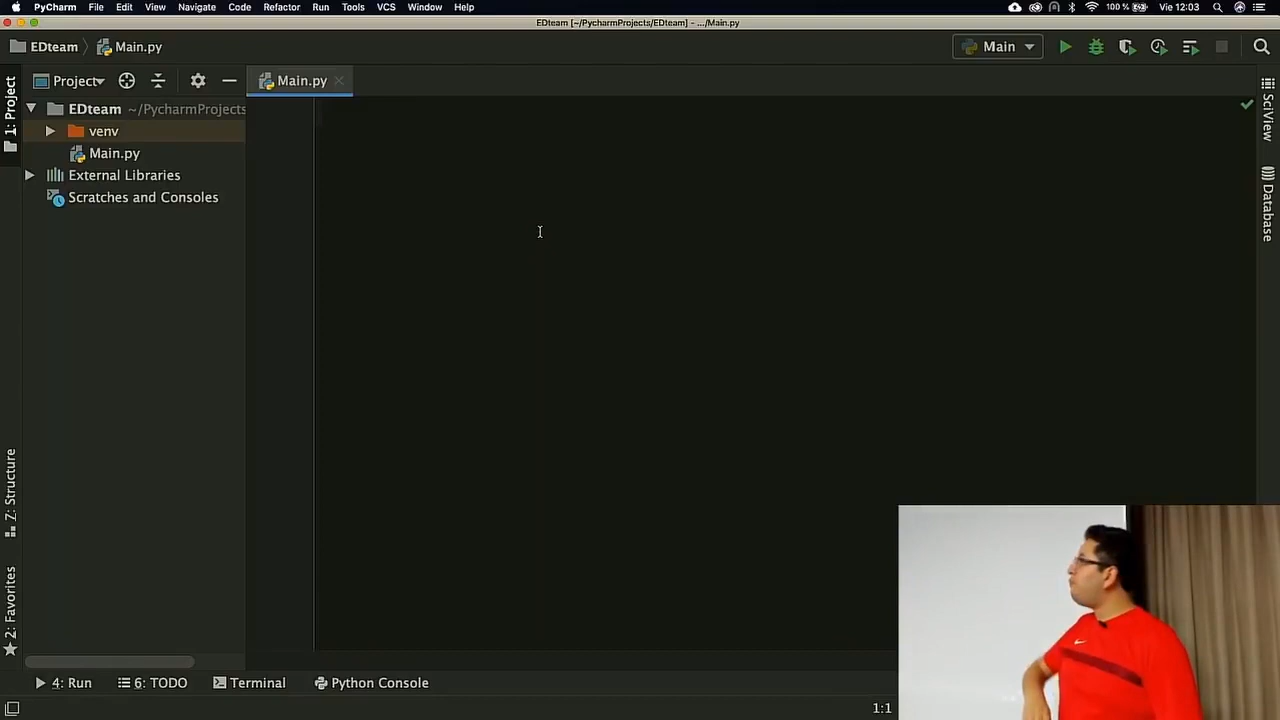 PyCharm File Edit View Navigate Code Refactor Run Tools VCS Window Help 100 % Vie 12:03
EDteam [~/PycharmProjects/EDteam] - .../Main.py
EDteam Main.py Main
1: Project
Project
Main.py
EDteam ~/PycharmProjects
venv
Main.py
External Libraries
Scratches and Consoles
SciView
Database
Z: Structure
2: Favorites
4: Run 6: TODO Terminal Python Console
1:1